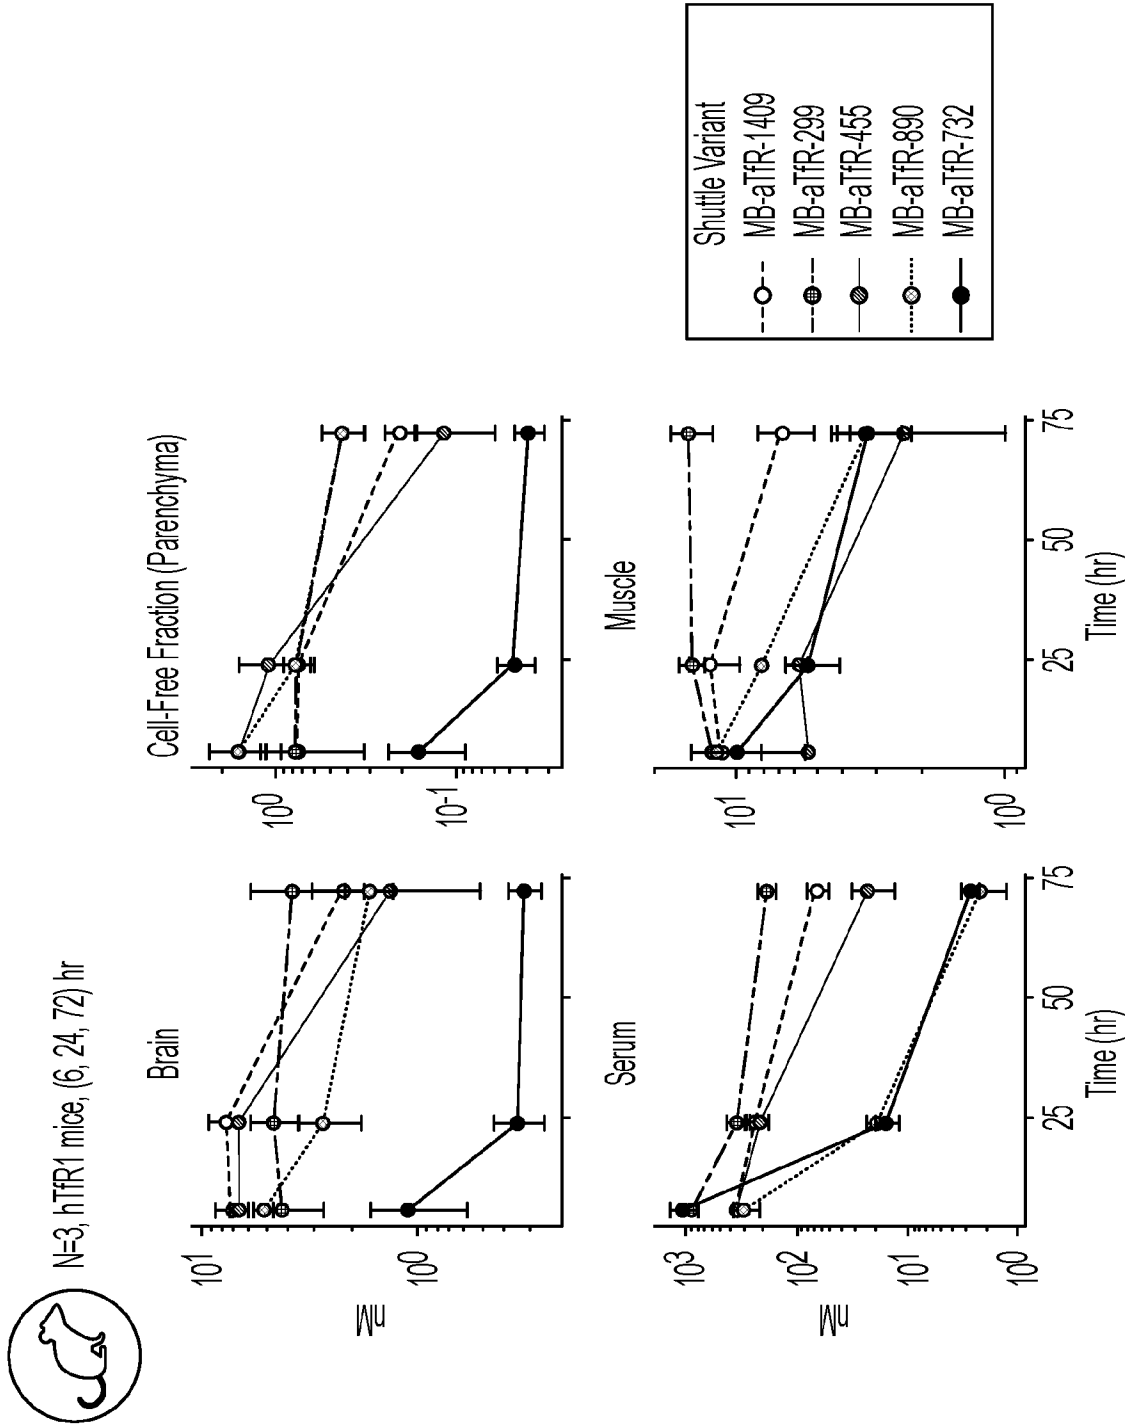 N=3, hTfR1 mice, (6, 24, 72) hr
Brain
nM
10¹
10⁰
Cell-Free Fraction (Parenchyma)
10⁰
10-¹
Serum
nM
10³
10²
10¹
10⁰
25
50
75
Time (hr)
Muscle
10¹
10⁰
25
50
75
Time (hr)
Shuttle Variant
MB-aTfR-1409
MB-aTfR-299
MB-aTfR-455
MB-aTfR-890
MB-aTfR-732